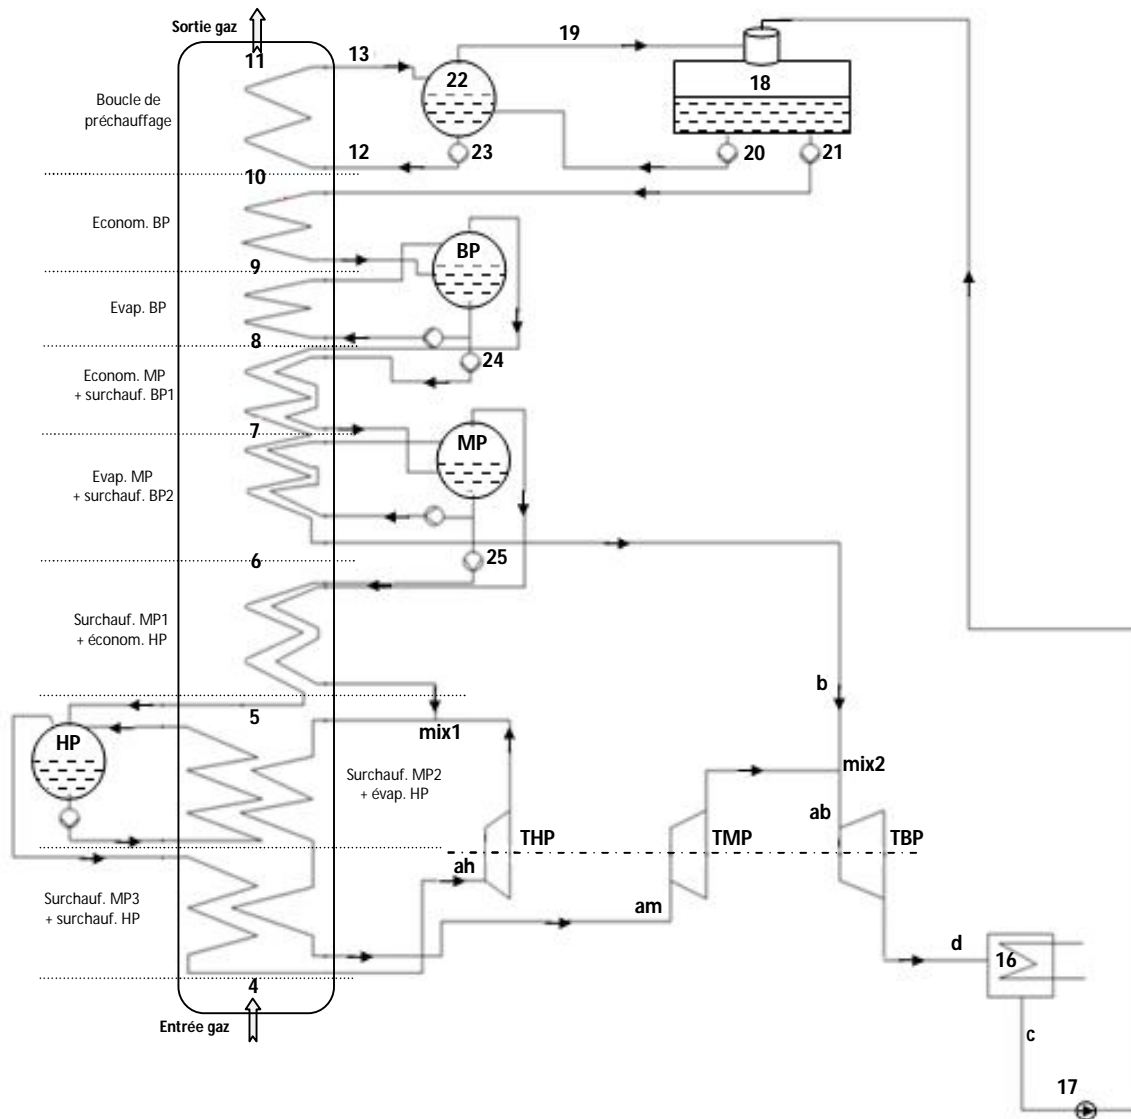 Sortie gaz
11
13
19
22
18
Boucle de
préchauffage
12
23
20
21
10
Econom. BP
BP
9
Evap. BP
8
24
Econom. MP
+ surchauf. BP1
7
MP
Evap. MP
+ surchauf. BP2
6
25
Surchauf. MP1
+ économ. HP
b
5
mix1
HP
Surchauf. MP2
+ évap. HP
mix2
ab
THP
TMP
TBP
ah
am
Surchauf. MP3
+ surchauf. HP
d
16
4
Entrée gaz
c
17